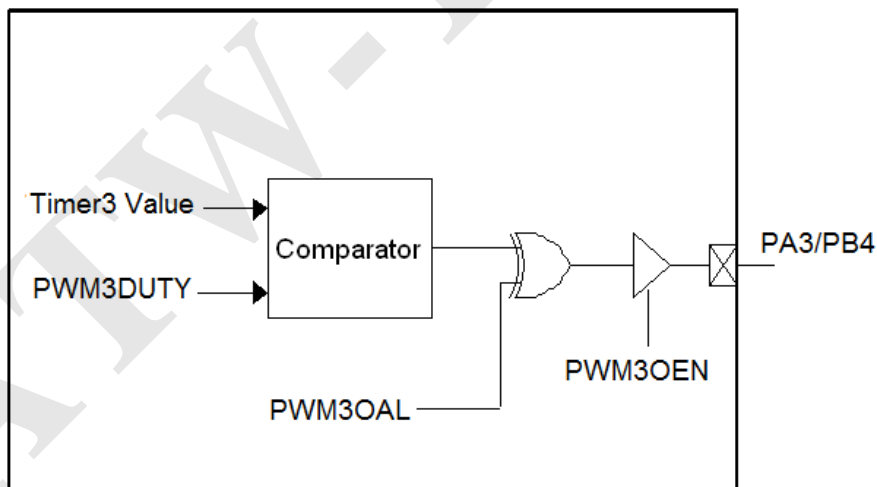 Timer3 Value
Comparator
PA3/PB4
PWM3DUTY
PWM3OEN
PWM3OAL